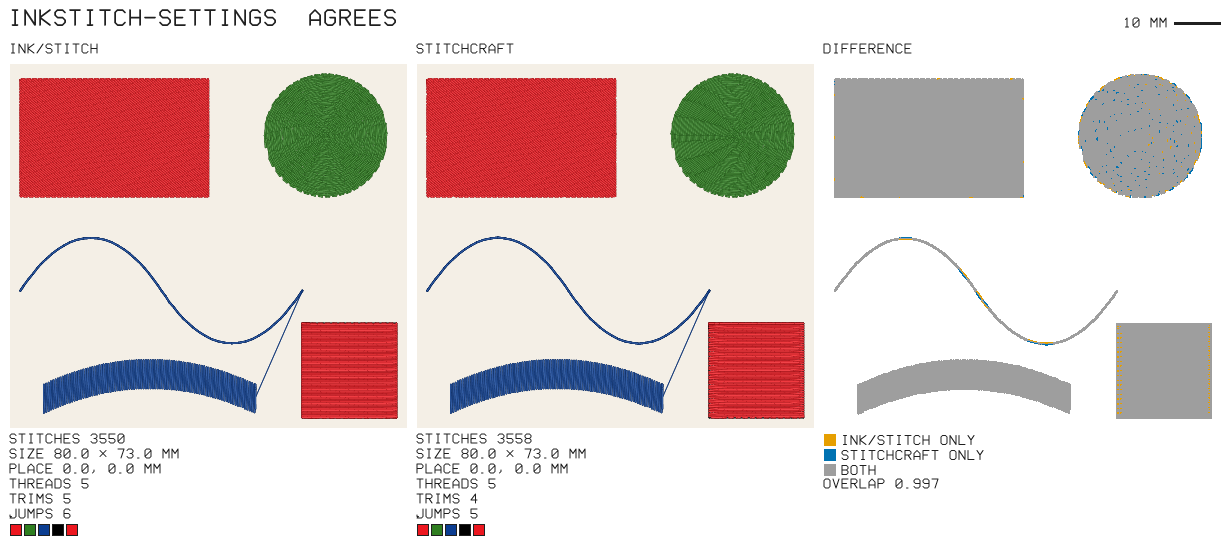 INKSTITCH-SETTINGS  AGREES
10 MM
INK/STITCH
STITCHCRAFT
DIFFERENCE
STITCHES 3550
SIZE 80.0 × 73.0 MM
PLACE 0.0, 0.0 MM
THREADS 5
TRIMS 5
JUMPS 6
STITCHES 3558
SIZE 80.0 × 73.0 MM
PLACE 0.0, 0.0 MM
THREADS 5
TRIMS 4
JUMPS 5
INK/STITCH ONLY
STITCHCRAFT ONLY
BOTH
OVERLAP 0.997